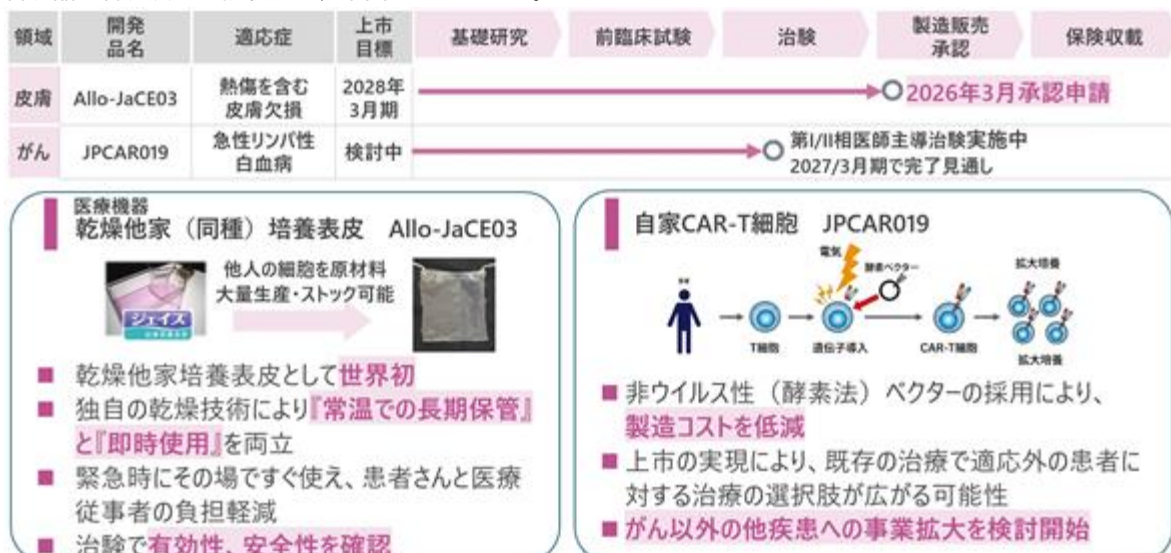 領域 開発品名 適応症 上市目標 基礎研究 前臨床試験 治験 製造販売承認 保険収載
皮膚 Allo-JaCE03 熱傷を含む皮膚欠損 2028年3月期 2026年3月承認申請
がん JPCAR019 急性リンパ性白血病 検討中 第I/II相医師主導治験実施中
2027/3月期で完了見通し
医療機器
乾燥他家（同種）培養表皮 Allo-JaCE03
他人の細胞を原材料
大量生産・ストック可能
ジェイス
■ 乾燥他家培養表皮として世界初
■ 独自の乾燥技術により『常温での長期保管』
と『即時使用』を両立
■ 緊急時にその場ですぐ使え、患者さんと医療
従事者の負担軽減
■ 治験で有効性、安全性を確認
自家CAR-T細胞 JPCAR019
電気
酵素ベクター
患者
T細胞
遺伝子導入
CAR-T細胞
拡大培養
拡大培養
■ 非ウイルス性（酵素法）ベクターの採用により、
製造コストを低減
■ 上市の実現により、既存の治療で適応外の患者に
対する治療の選択肢が広がる可能性
■ がん以外の他疾患への事業拡大を検討開始